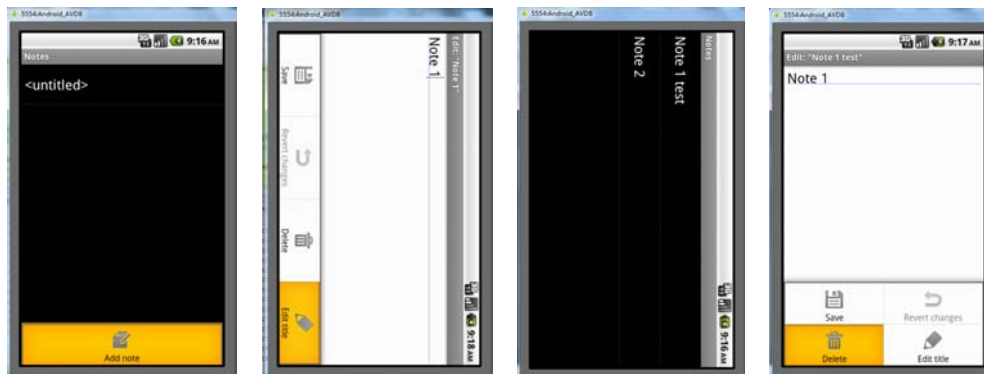 5554:Android_AVD8
9:16 AM
Notes
<untitled>
Add note
5554:Android_AVD8
9:18 AM
Edit: "Note 1"
Note 1
Save
Revert changes
Delete
Edit title
5554:Android_AVD8
9:16 AM
Notes
Note 1 test
Note 2
5554:Android_AVD8
9:17 AM
Edit: "Note 1 test"
Note 1
Save
Revert changes
Delete
Edit title